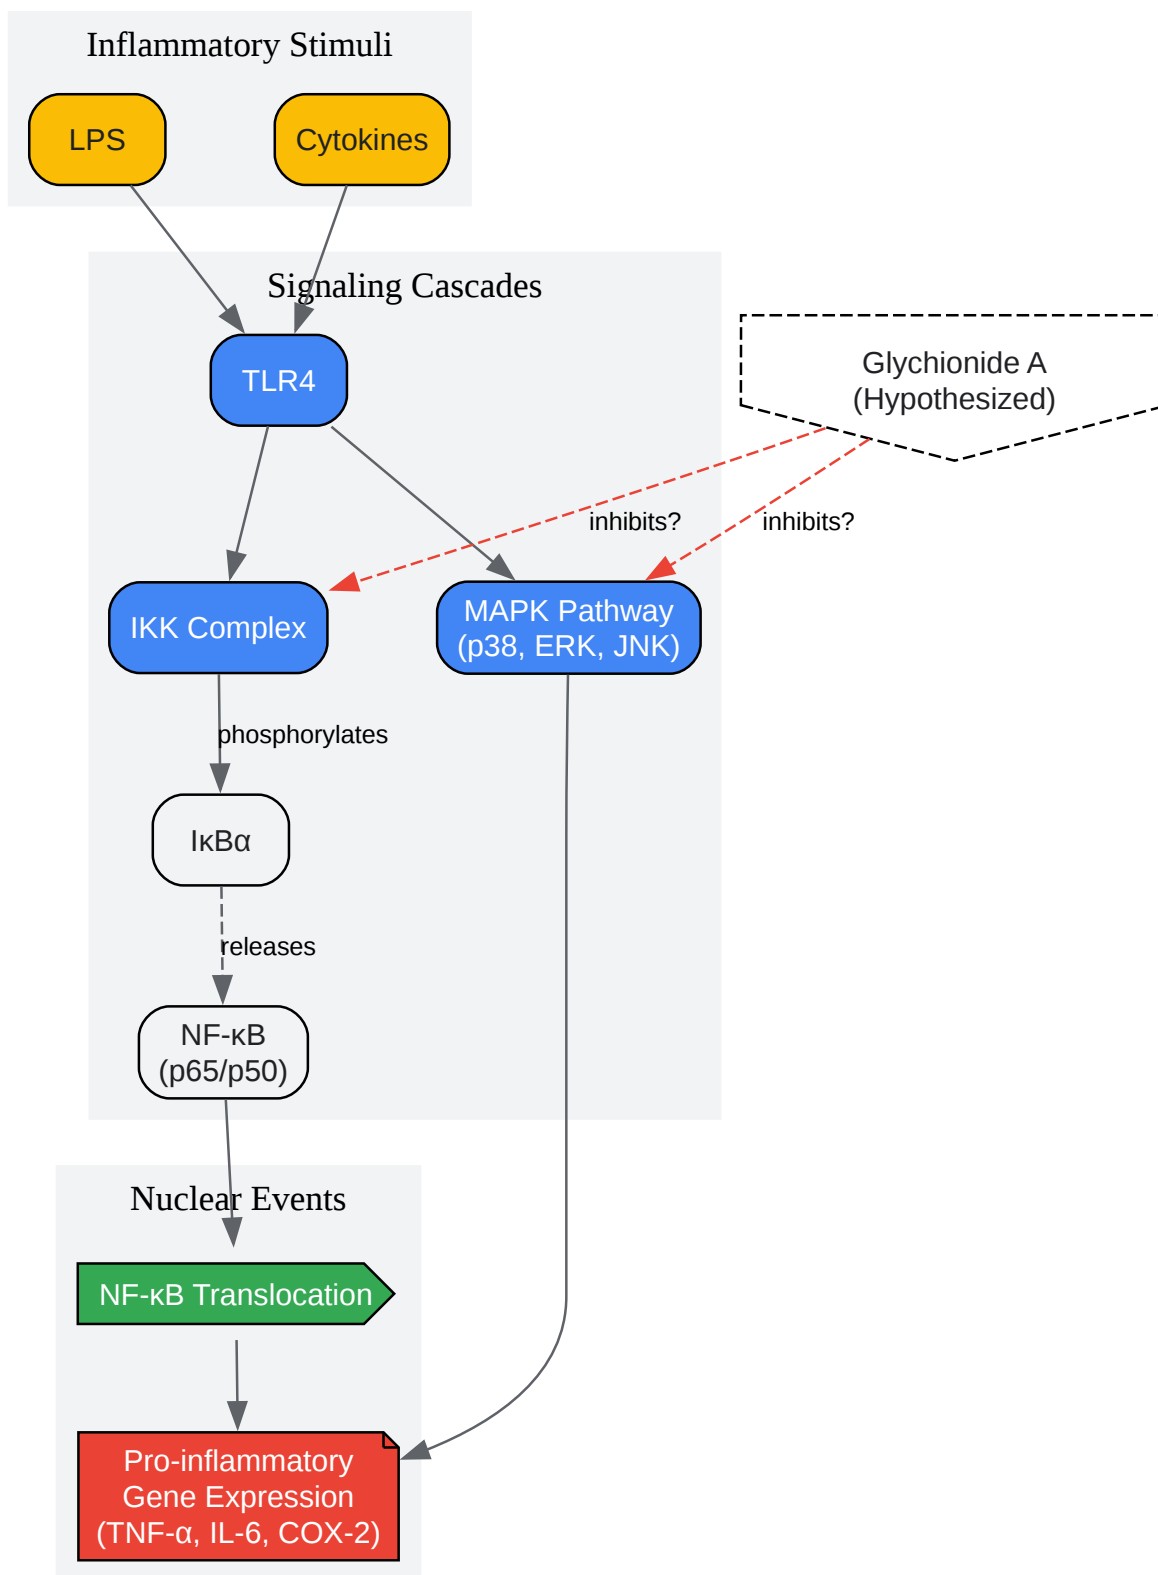 Inflammatory Stimuli
LPS
Cytokines
Signaling Cascades
TLR4
Glychionide A
(Hypothesized)
inhibits?
inhibits?
IKK Complex
MAPK Pathway
(p38, ERK, JNK)
phosphorylates
IκBα
releases
NF-κB
(p65/p50)
Nuclear Events
NF-κB Translocation
Pro-inflammatory
Gene Expression
(TNF-α, IL-6, COX-2)